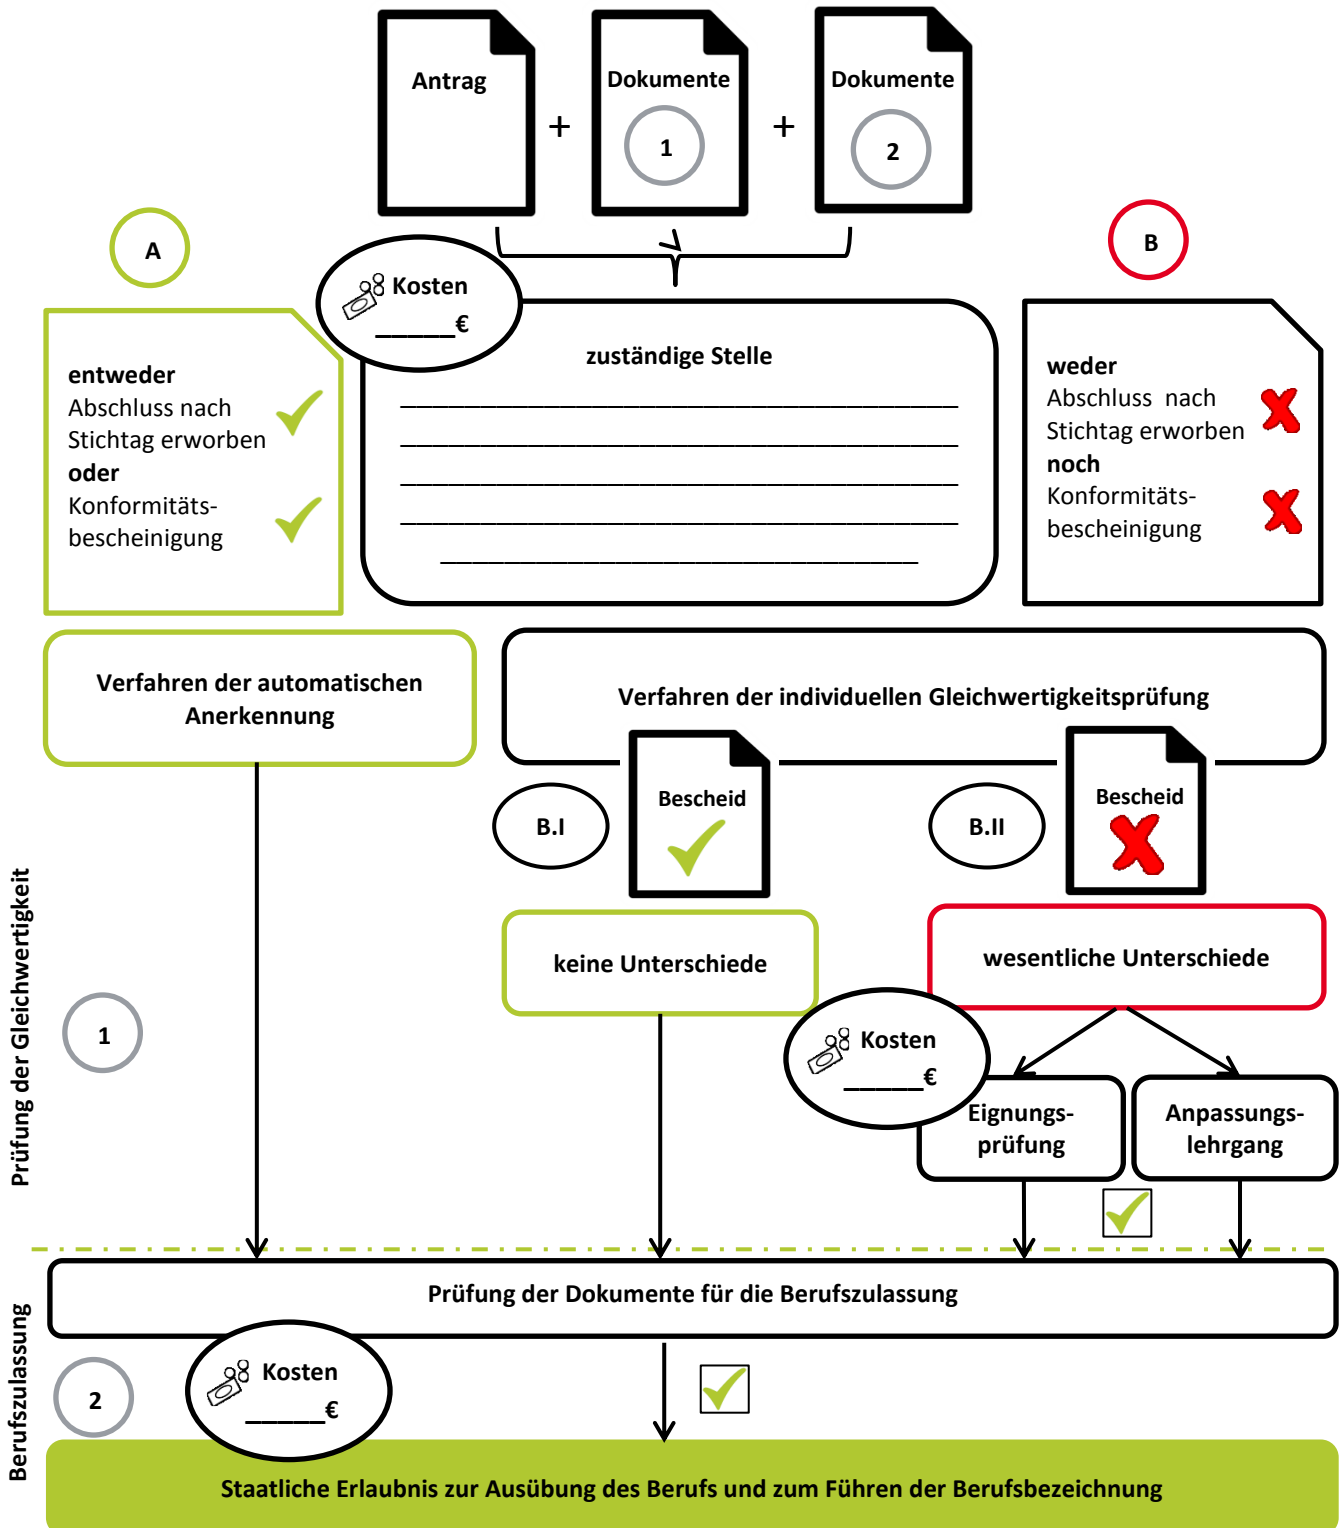 Antrag
+
Dokumente
1
+
Dokumente
2
A
B
Kosten
_____€
entweder
Abschluss nach
Stichtag erworben
oder
Konformitäts-
bescheinigung
zuständige Stelle
weder
Abschluss nach
Stichtag erworben
noch
Konformitäts-
bescheinigung
Verfahren der automatischen
Anerkennung
Verfahren der individuellen Gleichwertigkeitsprüfung
B.I
Bescheid
B.II
Bescheid
keine Unterschiede
wesentliche Unterschiede
Prüfung der Gleichwertigkeit
1
Kosten
_____€
Eignungs-
prüfung
Anpassungs-
lehrgang
Prüfung der Dokumente für die Berufszulassung
Berufszulassung
2
Kosten
_____€
Staatliche Erlaubnis zur Ausübung des Berufs und zum Führen der Berufsbezeichnung